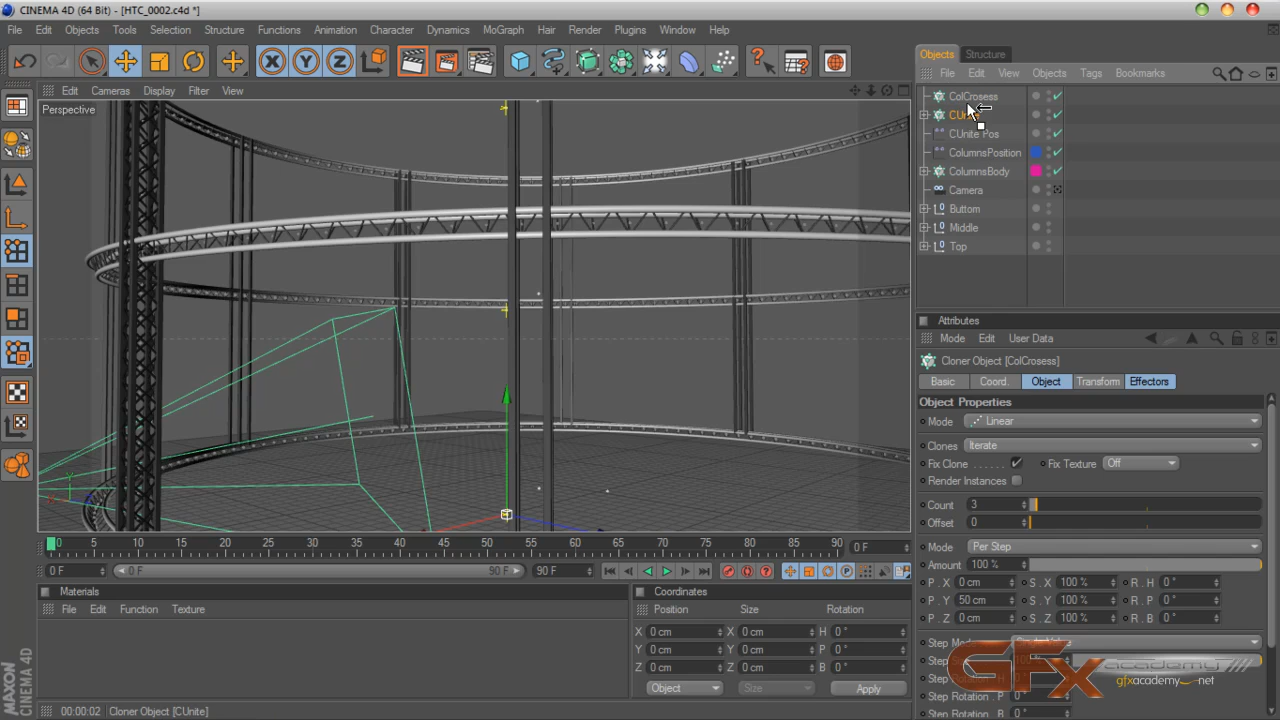 CINEMA 4D (64 Bit) - [HTC_0002.c4d *]
File Edit Objects Tools Selection Structure Functions Animation Character Dynamics MoGraph Hair Render Plugins Window Help
X Y Z
Objects Structure
File Edit View Objects Tags Bookmarks
Edit Cameras Display Filter View
Perspective
ColCrosess
CUnite
CUnite Pos
ColumnsPosition
ColumnsBody
Camera
Buttom
Middle
Top
Attributes
Mode Edit User Data
Cloner Object [ColCrosess]
Basic Coord. Object Transform Effectors
Object Properties
Mode Linear
Clones Iterate
Fix Clone Fix Texture Off
Render Instances
Count 3
Offset 0
Mode Per Step
Amount 100 %
P . X 0 cm S . X 100 % R . H 0 °
P . Y 50 cm S . Y 100 % R . P 0 °
P . Z 0 cm S . Z 100 % R . B 0 °
Step Mode Single Value
Step
Step Rotation . H
Step Rotation . P
Step Rotation . B
0 5 10 15 20 25 30 35 40 45 50 55 60 65 70 75 80 85 90 0 F
0 F 0 F 90 F 90 F
Materials
File Edit Function Texture
Coordinates
Position Size Rotation
X 0 cm X 0 cm H 0 °
Y 0 cm Y 0 cm P 0 °
Z 0 cm Z 0 cm B 0 °
Object Size Apply
MAXON
CINEMA 4D
00:00:02 Cloner Object [CUnite]
GFX academy
gfxacademy.net